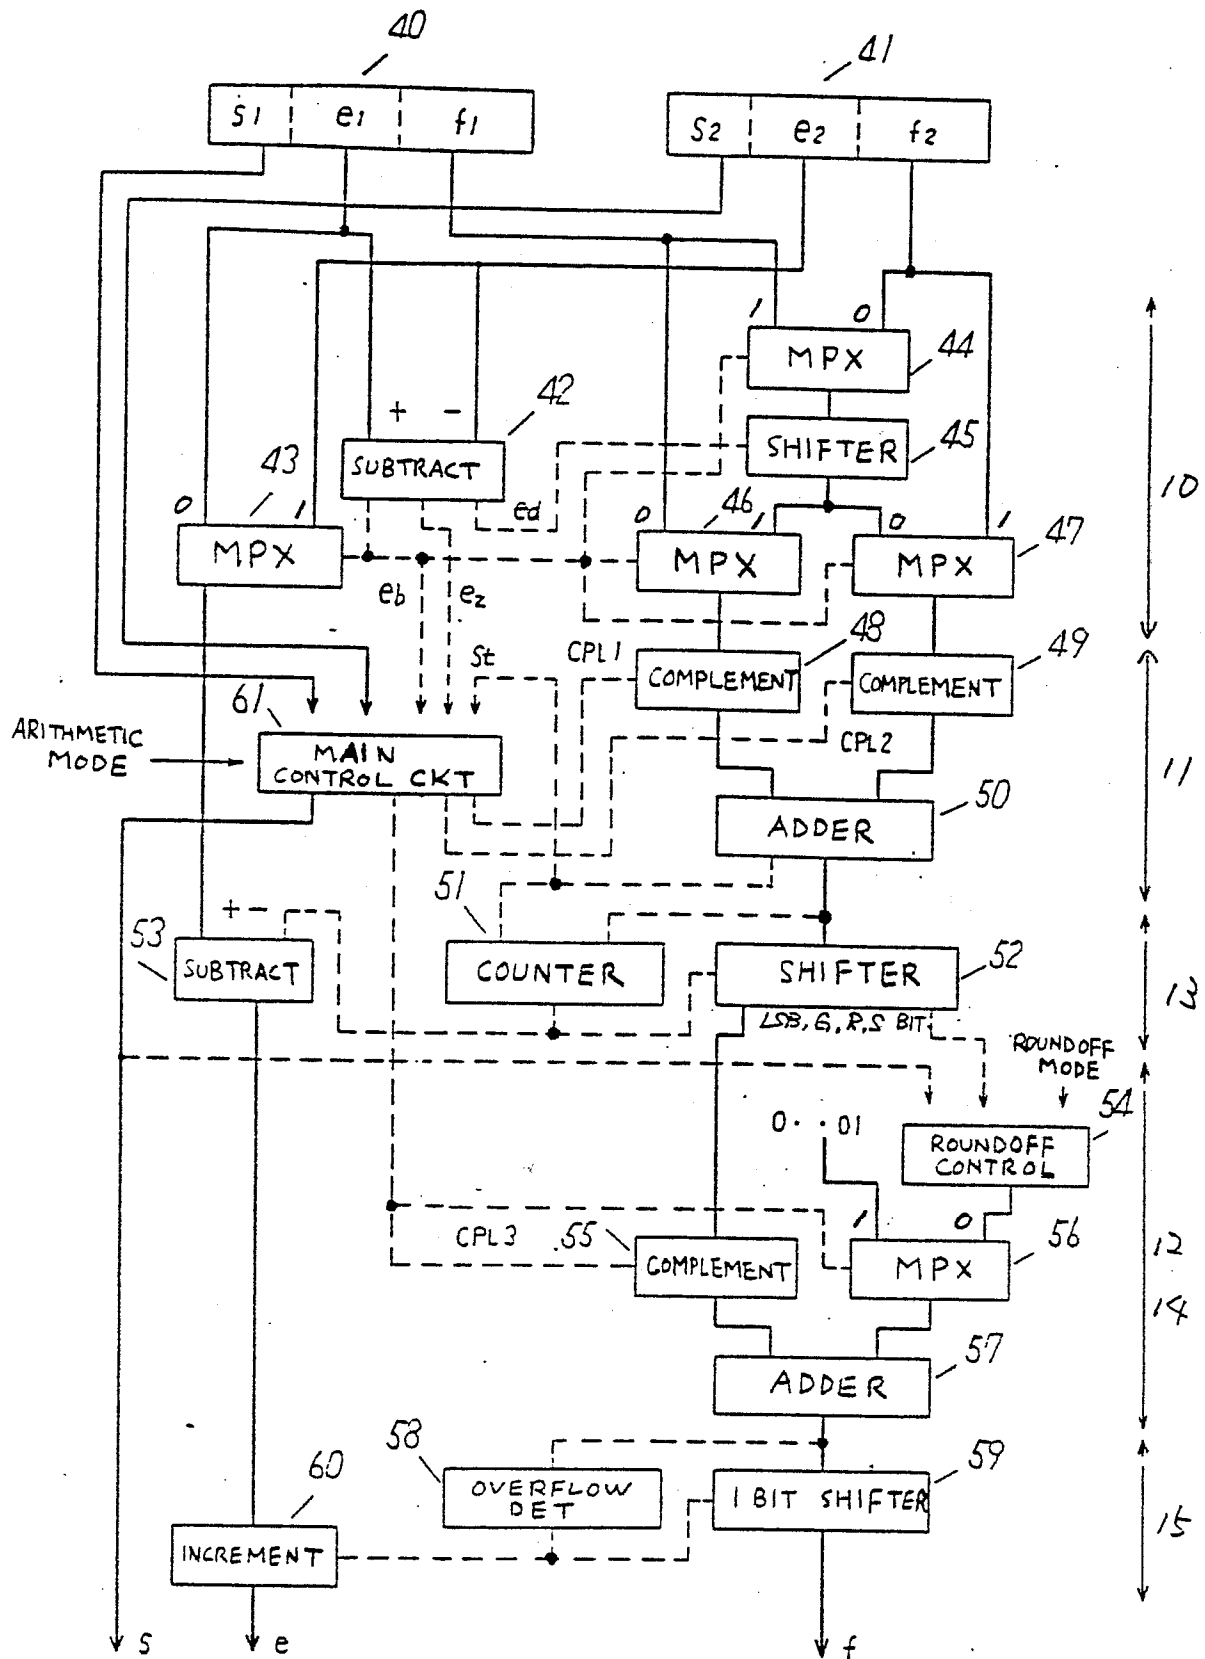 40
41
s1 e1 f1
s2 e2 f2
1 0
MPX 44
+ - 42
SUBTRACT
SHIFTER 45
43
0 1
ed
0 46 1 0 1
MPX
MPX
MPX 47
10
eb ez
St
CPL1
48
49
COMPLEMENT
COMPLEMENT
61
ARITHMETIC
MODE
MAIN
CONTROL CKT
CPL2
11
50
ADDER
51
+ -
53
SUBTRACT
COUNTER
SHIFTER
52
13
LSB, G, R, S BIT
ROUNDOFF
MODE
54
0 · · 01
ROUNDOFF
CONTROL
1 0
CPL3
55
56
COMPLEMENT
MPX
12
14
57
ADDER
58
59
60
OVERFLOW
DET
1 BIT SHIFTER
15
INCREMENT
s e f